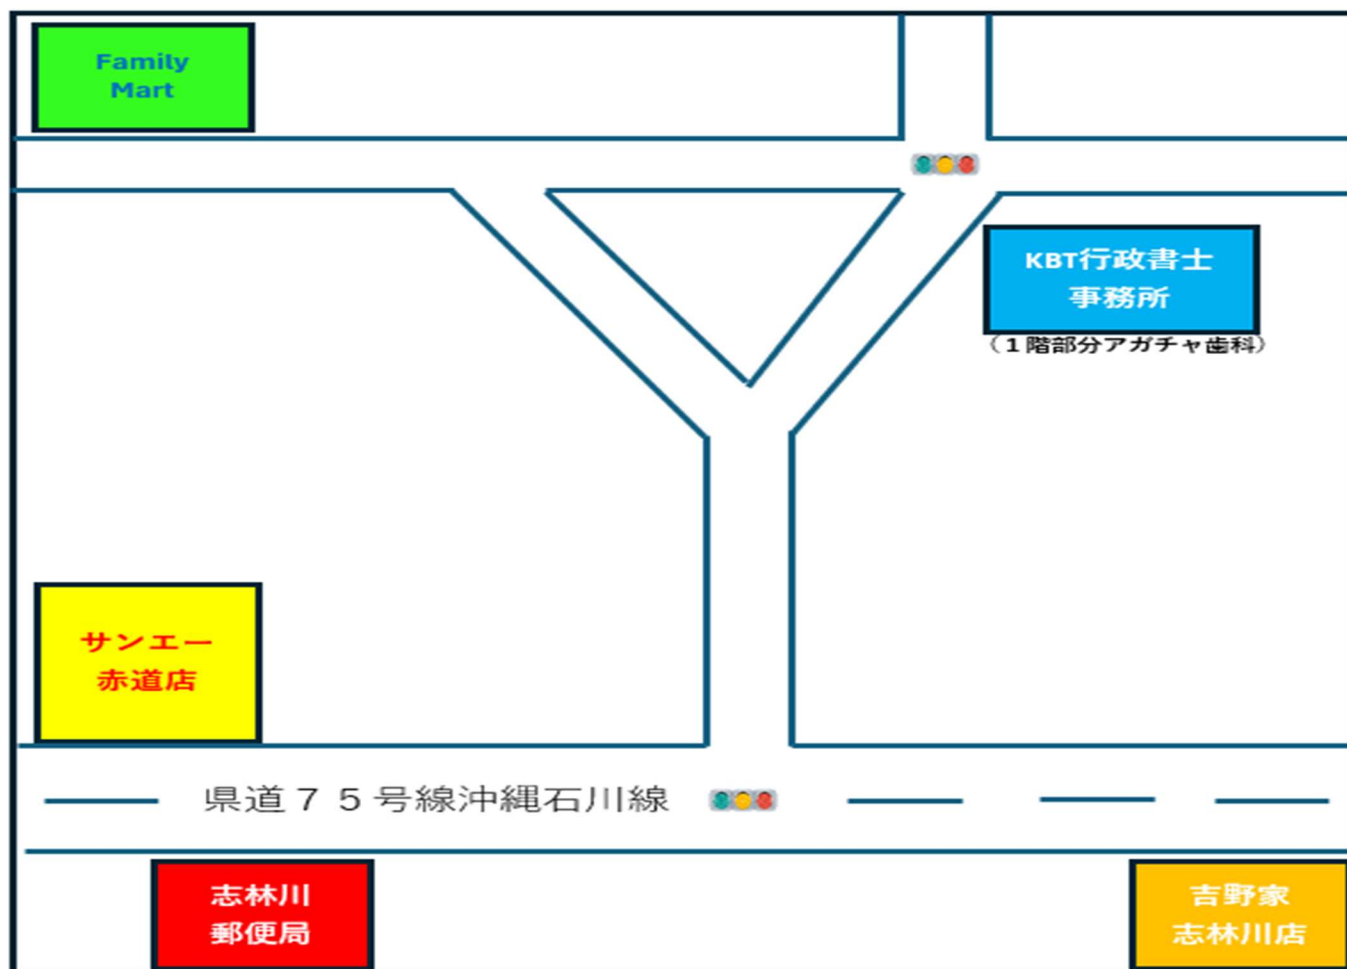 Family
Mart
KBT行政書士
事務所
（１階部分アガチャ歯科）
サンエー
赤道店
県道７５号線沖縄石川線
志林川
郵便局
吉野家
志林川店